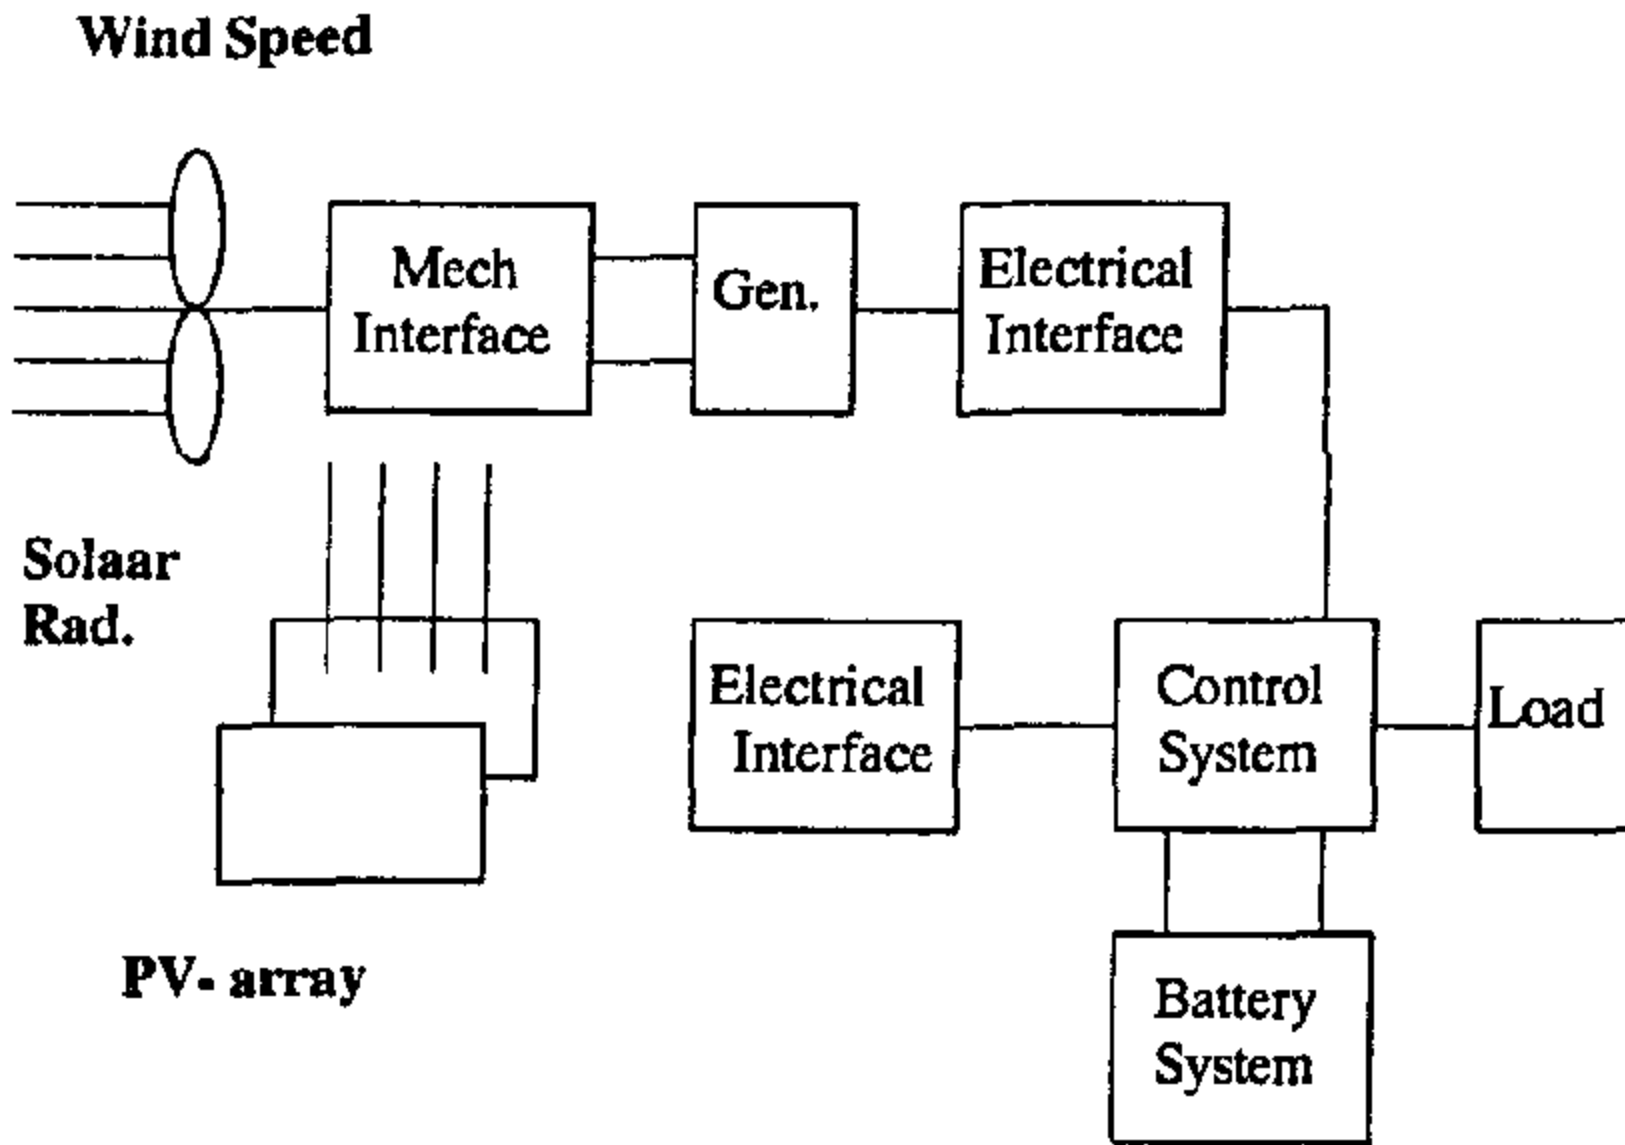 Wind Speed
Mech
Interface
Gen.
Electrical
Interface
Solaar
Rad.
Electrical
Interface
Control
System
Load
PV- array
Battery
System